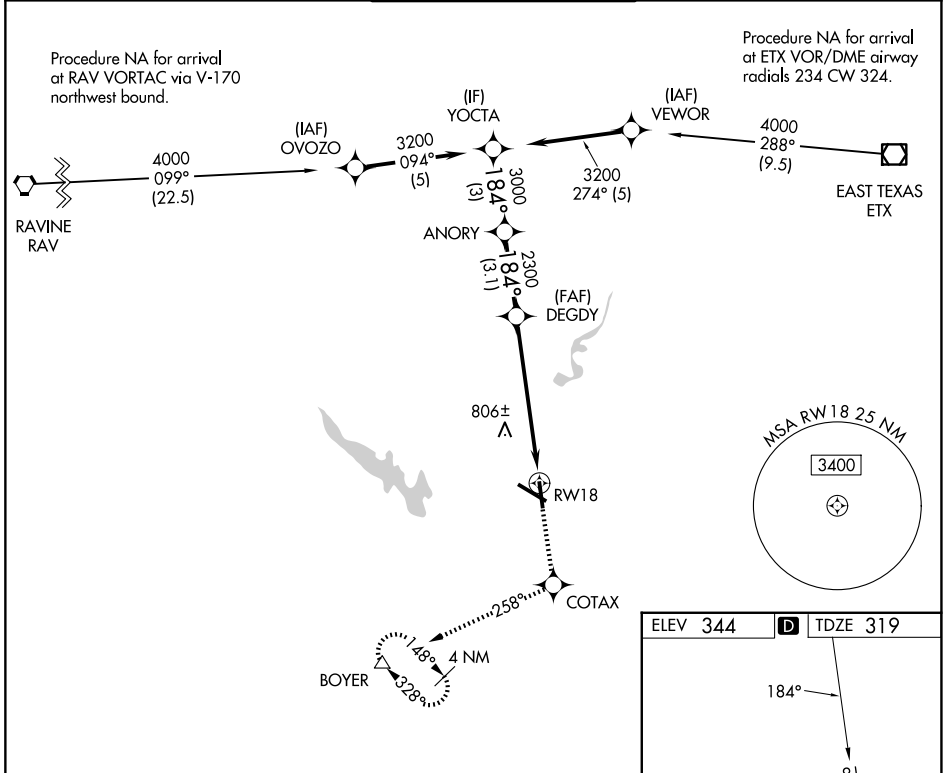 Procedure NA for arrival
at RAV VORTAC via V-170
northwest bound.
Procedure NA for arrival
at ETX VOR/DME airway
radials 234 CW 324.
(IF)
YOCTA
(IAF)
VEWOR
(IAF)
OVOZO
3200
094°
(5)
4000
099°
(22.5)
4000
288°
(9.5)
3200
274° (5)
RAVINE
RAV
EAST TEXAS
ETX
3000
184°
(3)
ANORY
2300
184°
(3.1)
(FAF)
DEGDY
806±
RW18
MSA RW18 25 NM
3400
COTAX
258°
BOYER
148°
4 NM
328°
ELEV 344 D TDZE 319
184°